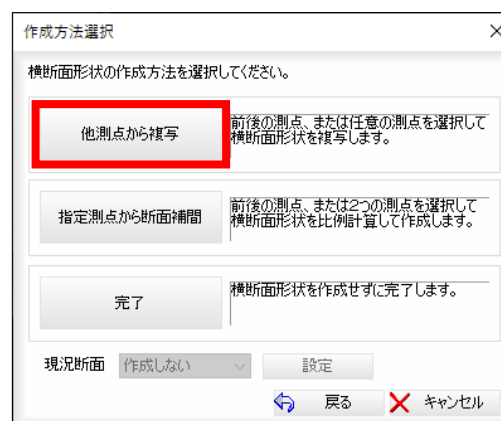 作成方法選択
横断面形状の作成方法を選択してください。
他測点から複写
前後の測点、または任意の測点を選択して
横断面形状を複写します。
指定測点から断面補間
前後の測点、または2つの測点を選択して
横断面形状を比例計算して作成します。
完了
横断面形状を作成せずに完了します。
現況断面 作成しない 設定
戻る キャンセル